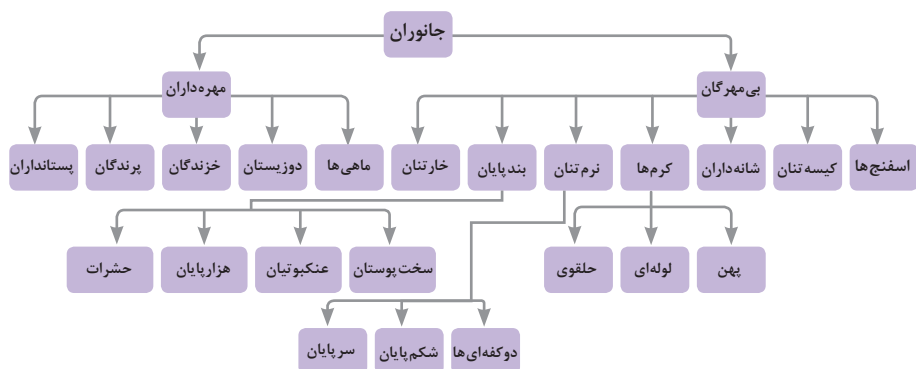 جانوران
بی‌مهرگان
مهره‌داران
اسفنج‌ها
کیسه‌تنان
شانه‌داران
کرم‌ها
نرم‌تنان
بندپایان
خارتنان
ماهی‌ها
دوزیستان
خزندگان
پرندگان
پستانداران
پهن
لوله‌ای
حلقوی
سخت‌پوستان
عنکبوتیان
هزارپایان
حشرات
دوکفه‌ای‌ها
شکم‌پایان
سرپایان